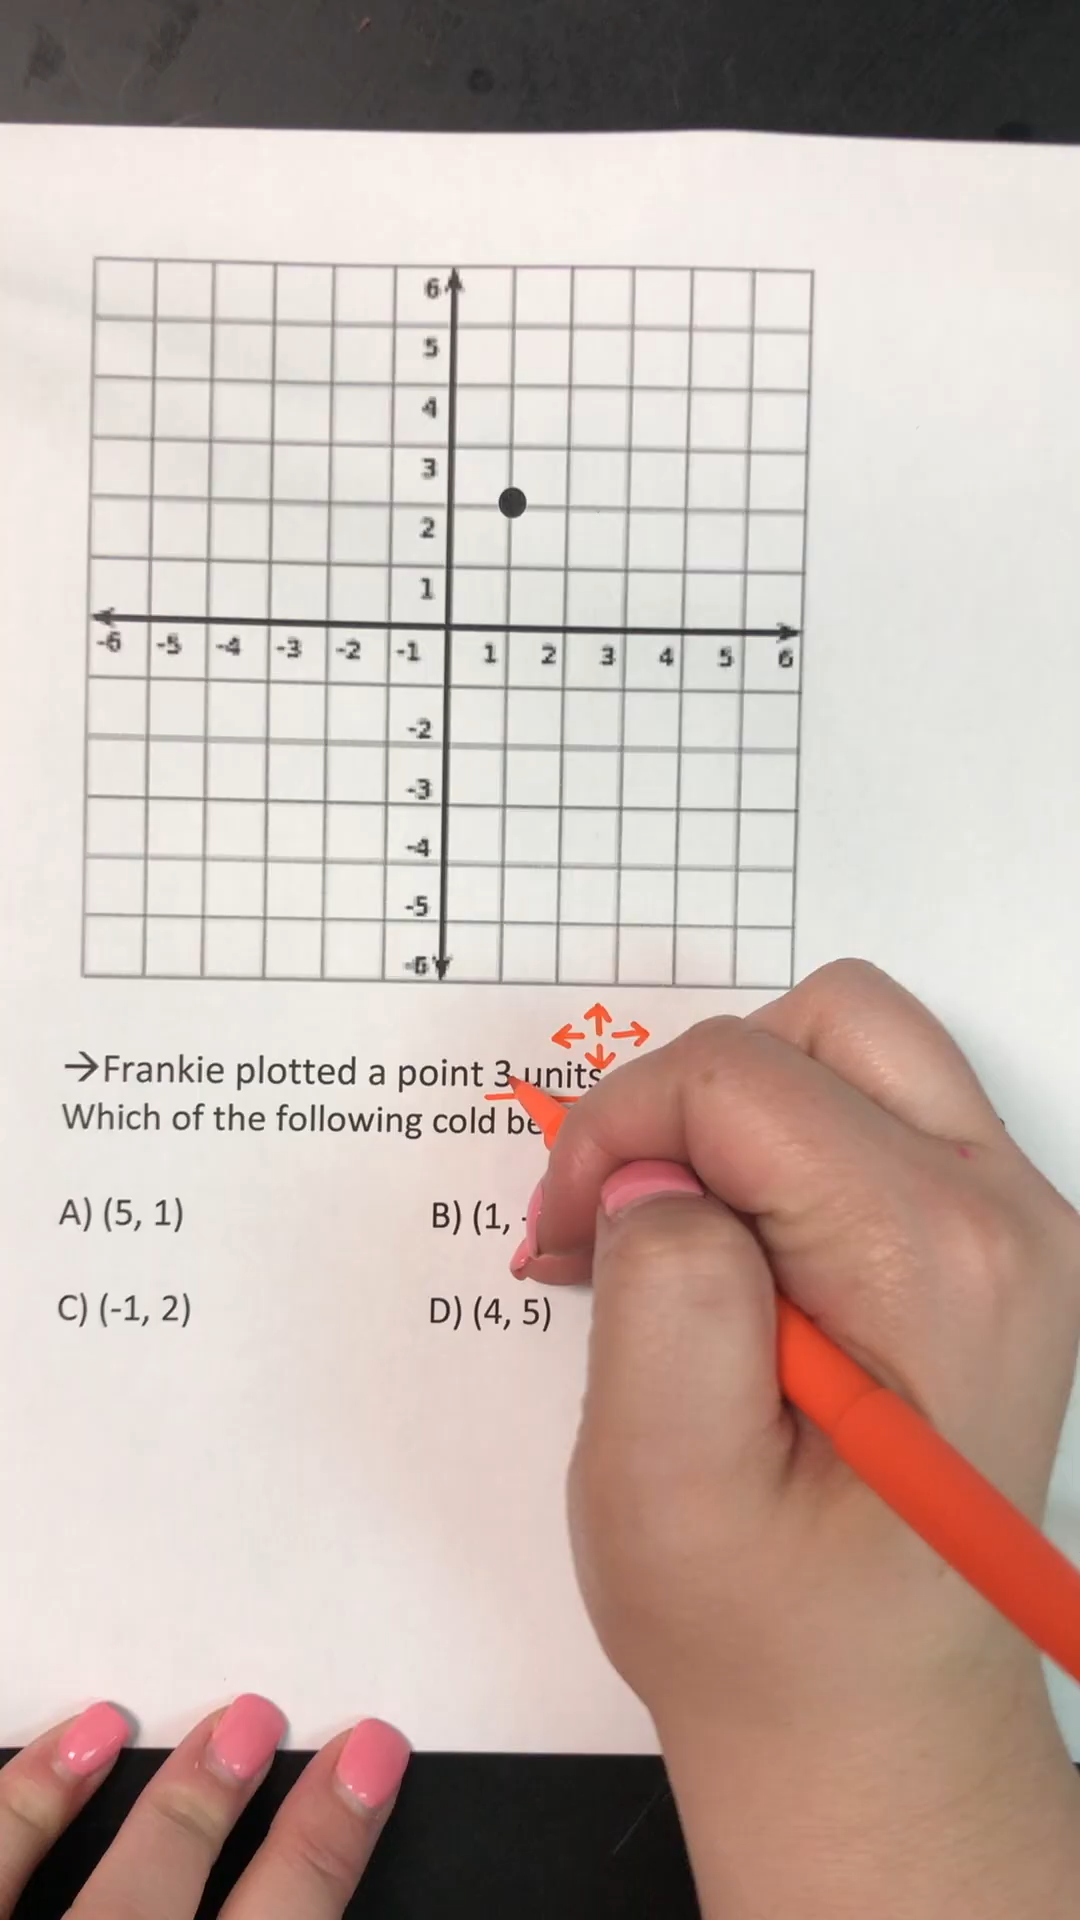 6
5
4
3
2
1
-6 -5 -4 -3 -2 -1 1 2 3 4 5 6
-2
-3
-4
-5
-6
→Frankie plotted a point 3 units
Which of the following cold be
A) (5, 1) B) (1, -
C) (-1, 2) D) (4, 5)